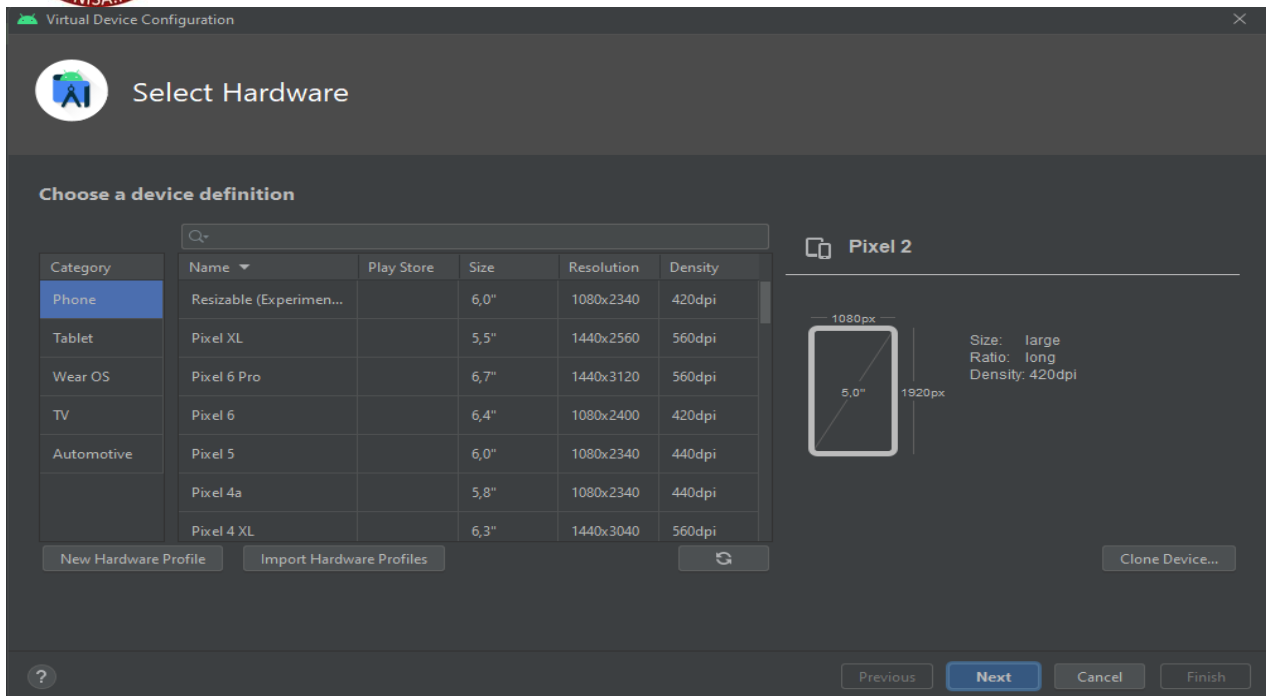 NISA
Virtual Device Configuration
Select Hardware
Choose a device definition
Category
Phone
Tablet
Wear OS
TV
Automotive
Name Play Store Size Resolution Density
Resizable (Experimen... 6,0" 1080x2340 420dpi
Pixel XL 5,5" 1440x2560 560dpi
Pixel 6 Pro 6,7" 1440x3120 560dpi
Pixel 6 6,4" 1080x2400 420dpi
Pixel 5 6,0" 1080x2340 440dpi
Pixel 4a 5,8" 1080x2340 440dpi
Pixel 4 XL 6,3" 1440x3040 560dpi
New Hardware Profile Import Hardware Profiles
Pixel 2
1080px
5,0" 1920px
Size: large
Ratio: long
Density: 420dpi
Clone Device...
? Previous Next Cancel Finish